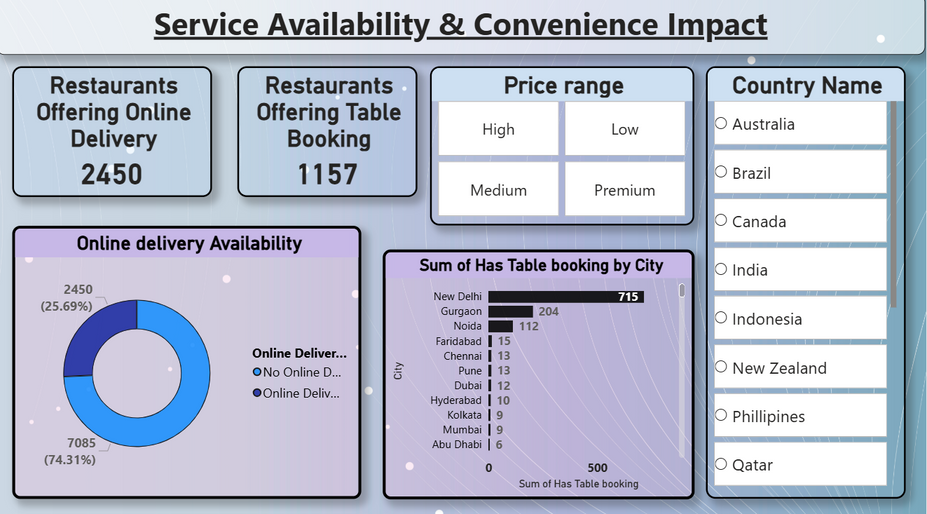 Service Availability & Convenience Impact
Restaurants
Offering Online
Delivery
2450
Restaurants
Offering Table
Booking
1157
Price range
High
Low
Medium
Premium
Country Name
Australia
Brazil
Canada
India
Indonesia
New Zealand
Phillipines
Qatar
Online delivery Availability
2450
(25.69%)
7085
(74.31%)
Online Deliver...
No Online D...
Online Deliv...
Sum of Has Table booking by City
City
New Delhi 715
Gurgaon 204
Noida 112
Faridabad 15
Chennai 13
Pune 13
Dubai 12
Hyderabad 10
Kolkata 9
Mumbai 9
Abu Dhabi 6
0 500
Sum of Has Table booking